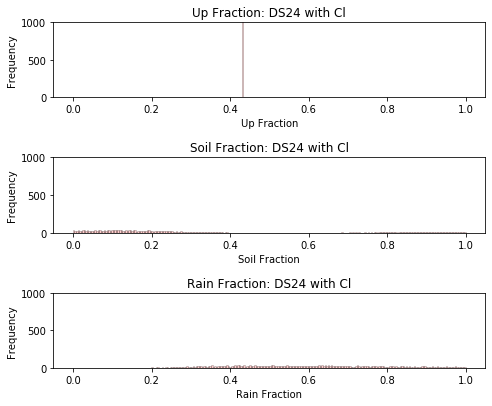 Up Fraction: DS24 with Cl
1000
500
0
Frequency
0.0 0.2 0.4 0.6 0.8 1.0
Up Fraction
Soil Fraction: DS24 with Cl
1000
500
0
Frequency
0.0 0.2 0.4 0.6 0.8 1.0
Soil Fraction
Rain Fraction: DS24 with Cl
1000
500
0
Frequency
0.0 0.2 0.4 0.6 0.8 1.0
Rain Fraction